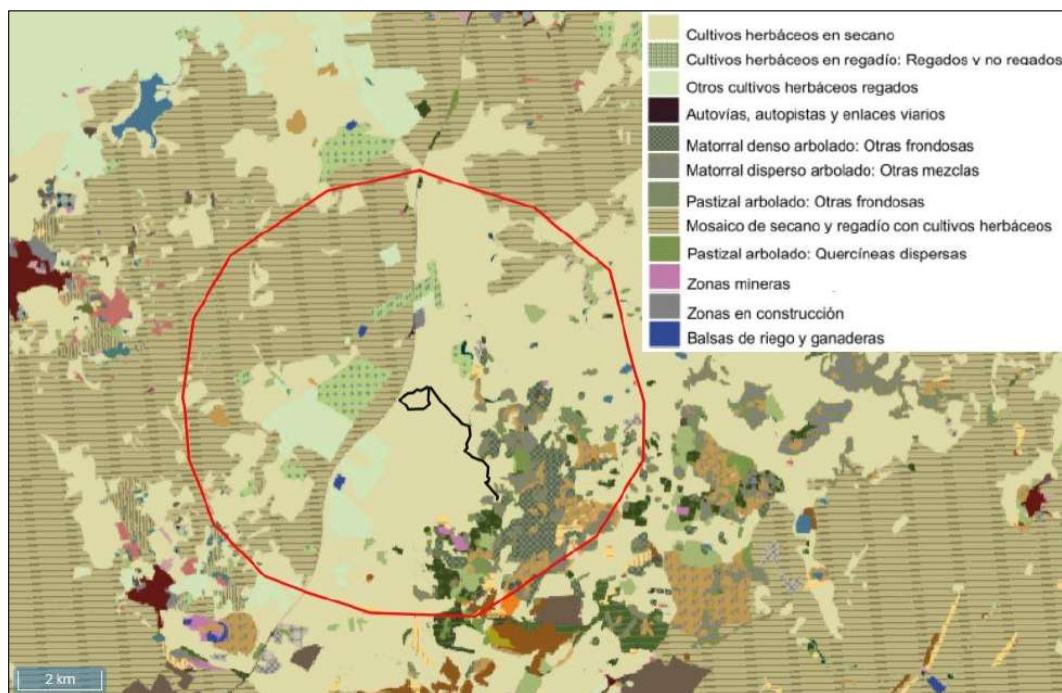 Cultivos herbáceos en secano
Cultivos herbáceos en regadío: Regados y no regados
Otros cultivos herbáceos regados
Autovías, autopistas y enlaces viarios
Matorral denso arbolado: Otras frondosas
Matorral disperso arbolado: Otras mezclas
Pastizal arbolado: Otras frondosas
Mosaico de secano y regadío con cultivos herbáceos
Pastizal arbolado: Quercíneas dispersas
Zonas mineras
Zonas en construcción
Balsas de riego y ganaderas
2 km